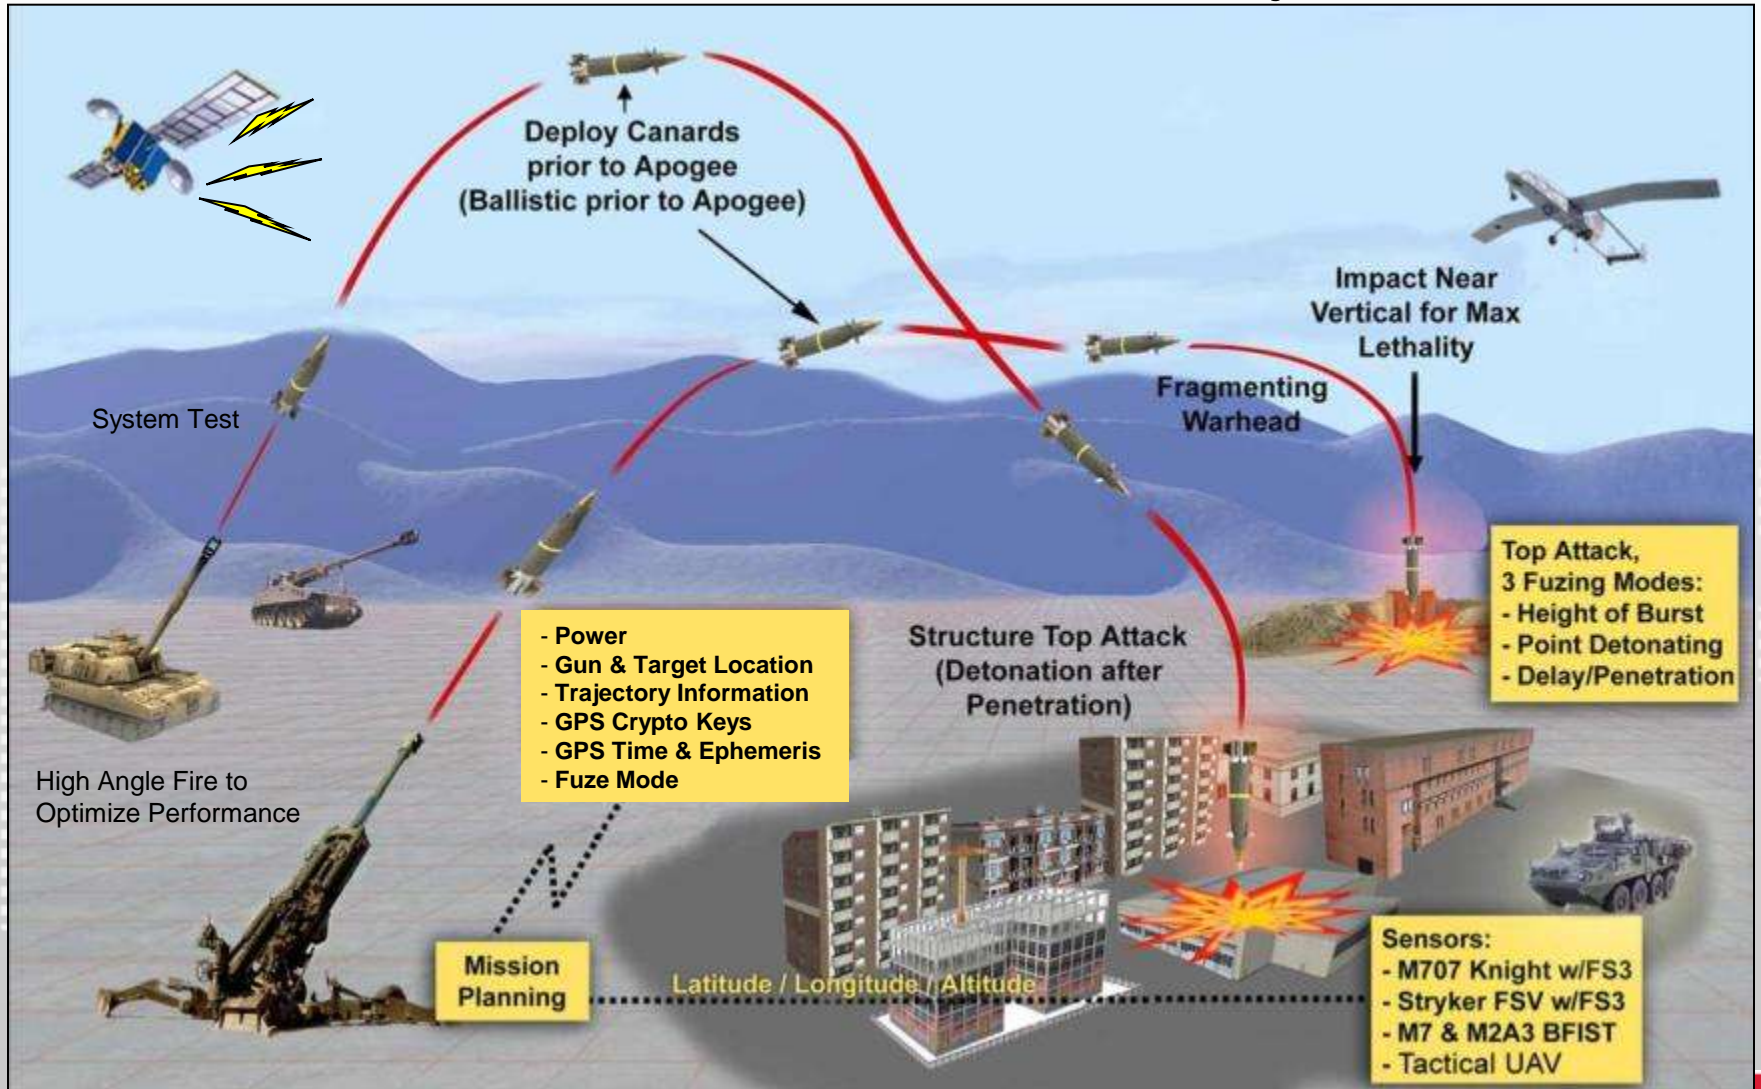 Deploy Canards
prior to Apogee
(Ballistic prior to Apogee)
Impact Near
Vertical for Max
Lethality
Fragmenting
Warhead
System Test
Top Attack,
3 Fuzing Modes:
- Height of Burst
- Point Detonating
- Delay/Penetration
- Power
- Gun & Target Location
- Trajectory Information
- GPS Crypto Keys
- GPS Time & Ephemeris
- Fuze Mode
Structure Top Attack
(Detonation after
Penetration)
High Angle Fire to
Optimize Performance
Mission
Planning
Latitude / Longitude / Altitude
Sensors:
- M707 Knight w/FS3
- Stryker FSV w/FS3
- M7 & M2A3 BFIST
- Tactical UAV